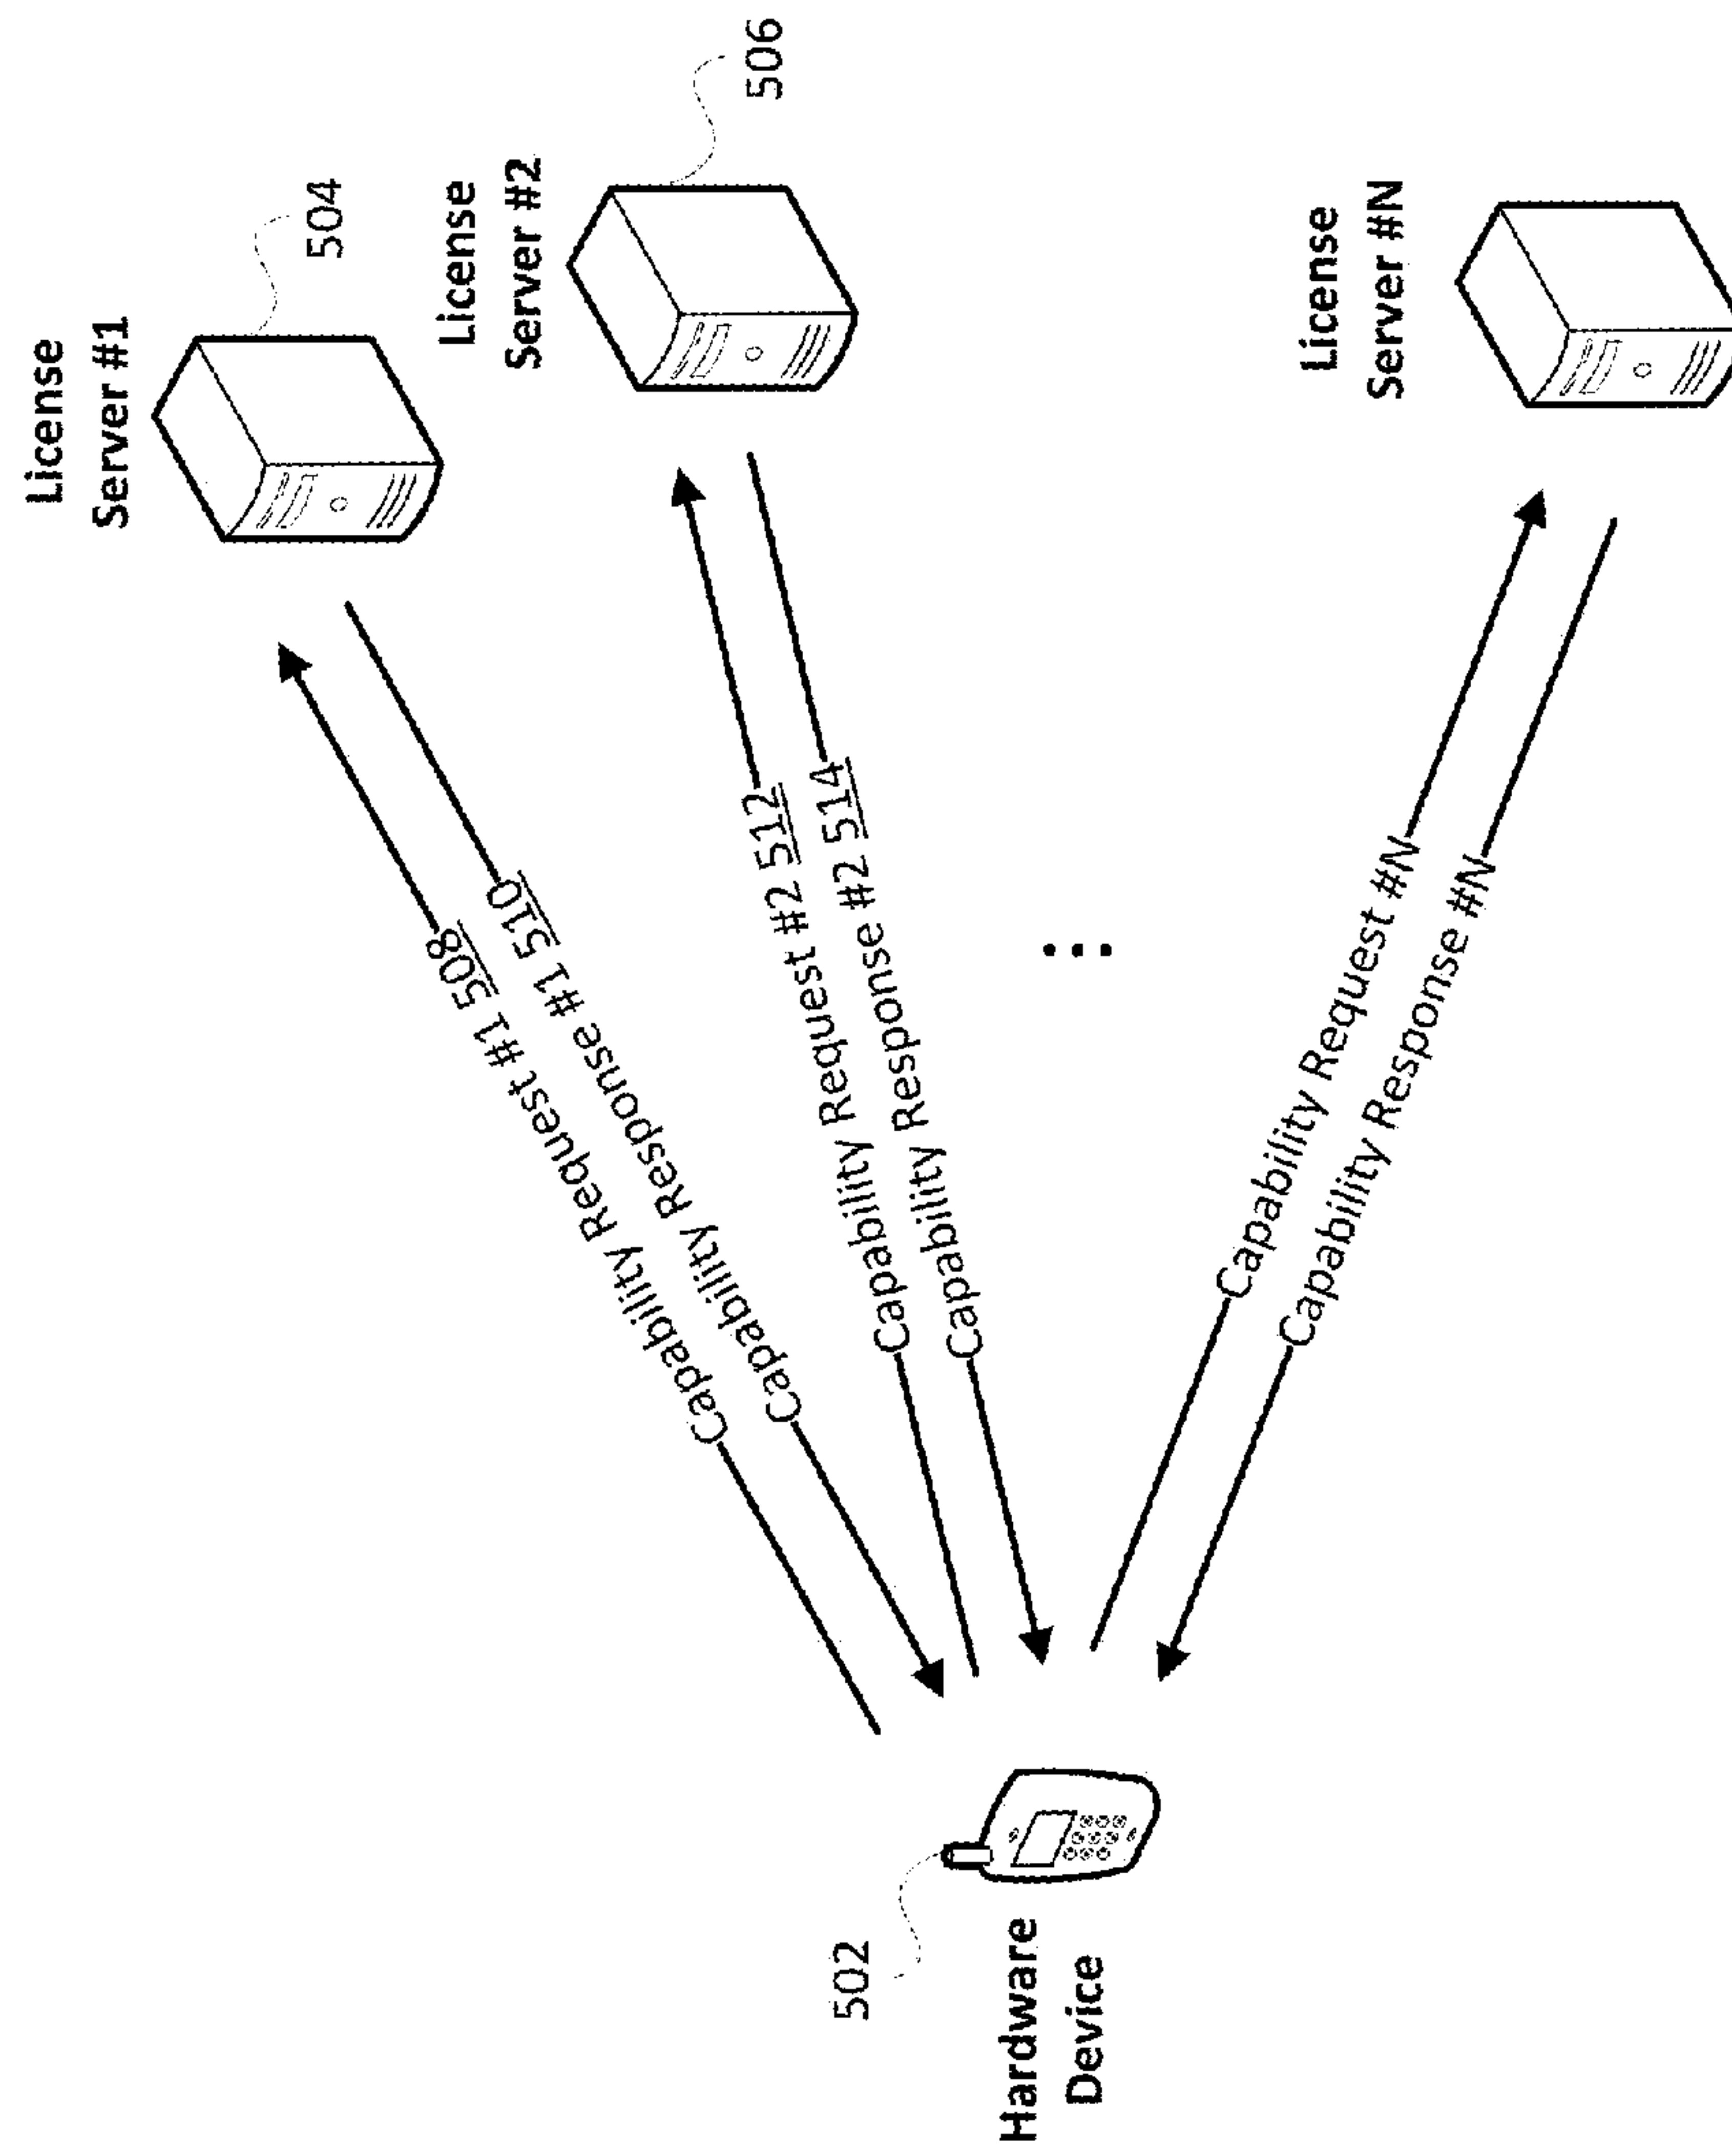 License
Server #1
504
License
Server #2
506
Capability Request #1 508
Capability Response #1 510
Capability Request #2 512
Capability Response #2 514
...
Capability Request #N
Capability Response #N
License
Server #N
502
Hardware
Device